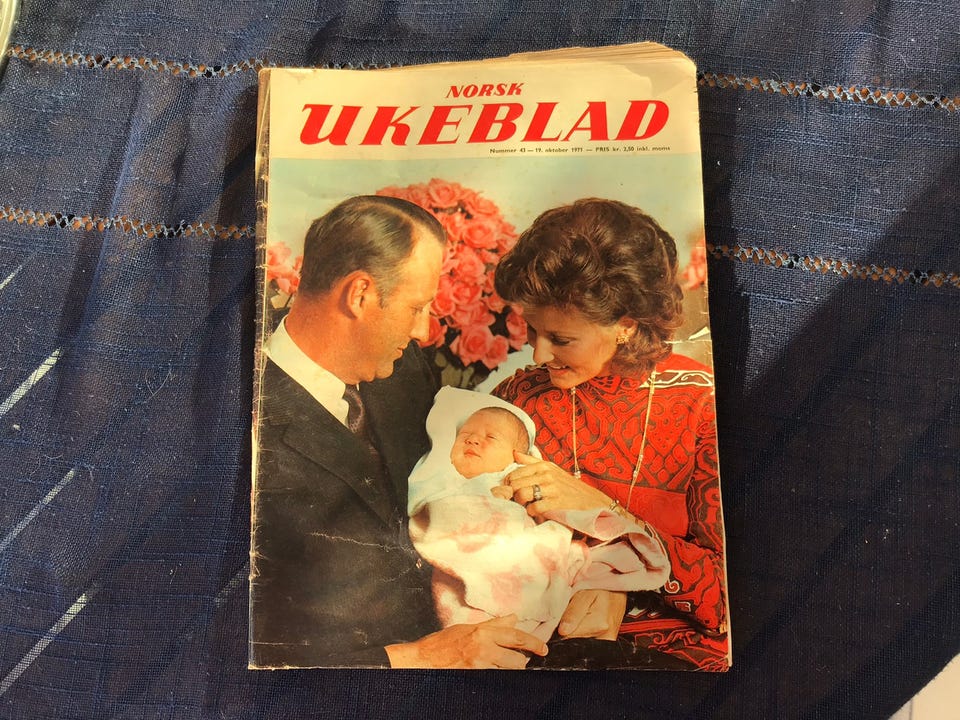 NORSK
UKEBLAD
Nummer 43 — 19. oktober 1971 — PRIS kr. 2,50 inkl. moms